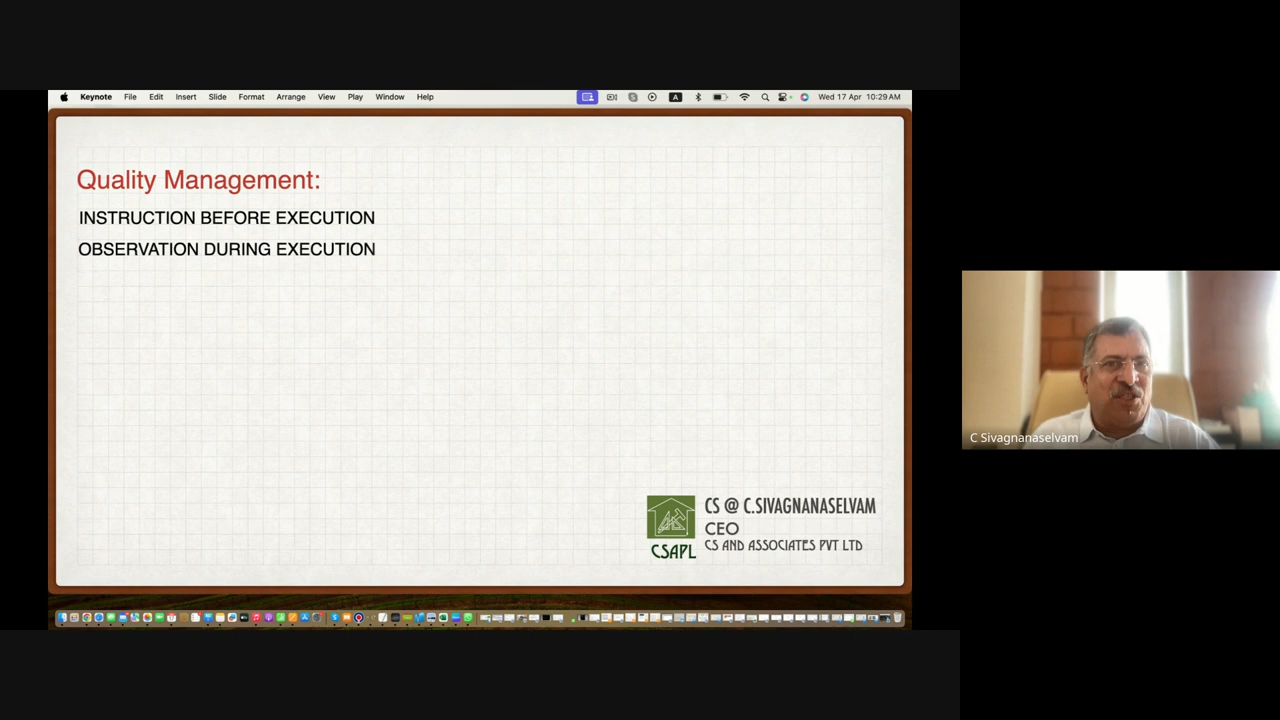 Keynote File Edit Insert Slide Format Arrange View Play Window Help A Wed 17 Apr 10:29 AM
Quality Management:
INSTRUCTION BEFORE EXECUTION
OBSERVATION DURING EXECUTION
CS @ C.SIVAGNANASELVAM
CEO
CS AND ASSOCIATES PVT LTD
CSAPL
C Sivagnanaselvam